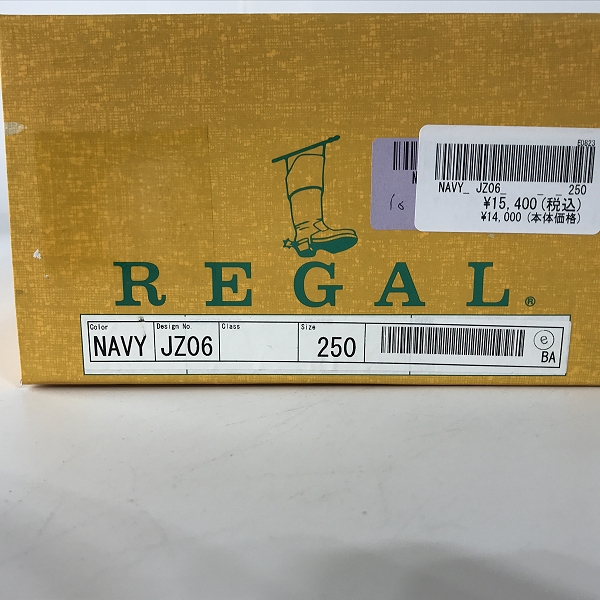 E0823
NAVY_ JZ06_ _ _ 250
¥15,400(税込)
¥14,000 (本体価格)
N
REGAL®
Color Design No. Class Size
NAVY JZ06 250
e
BA